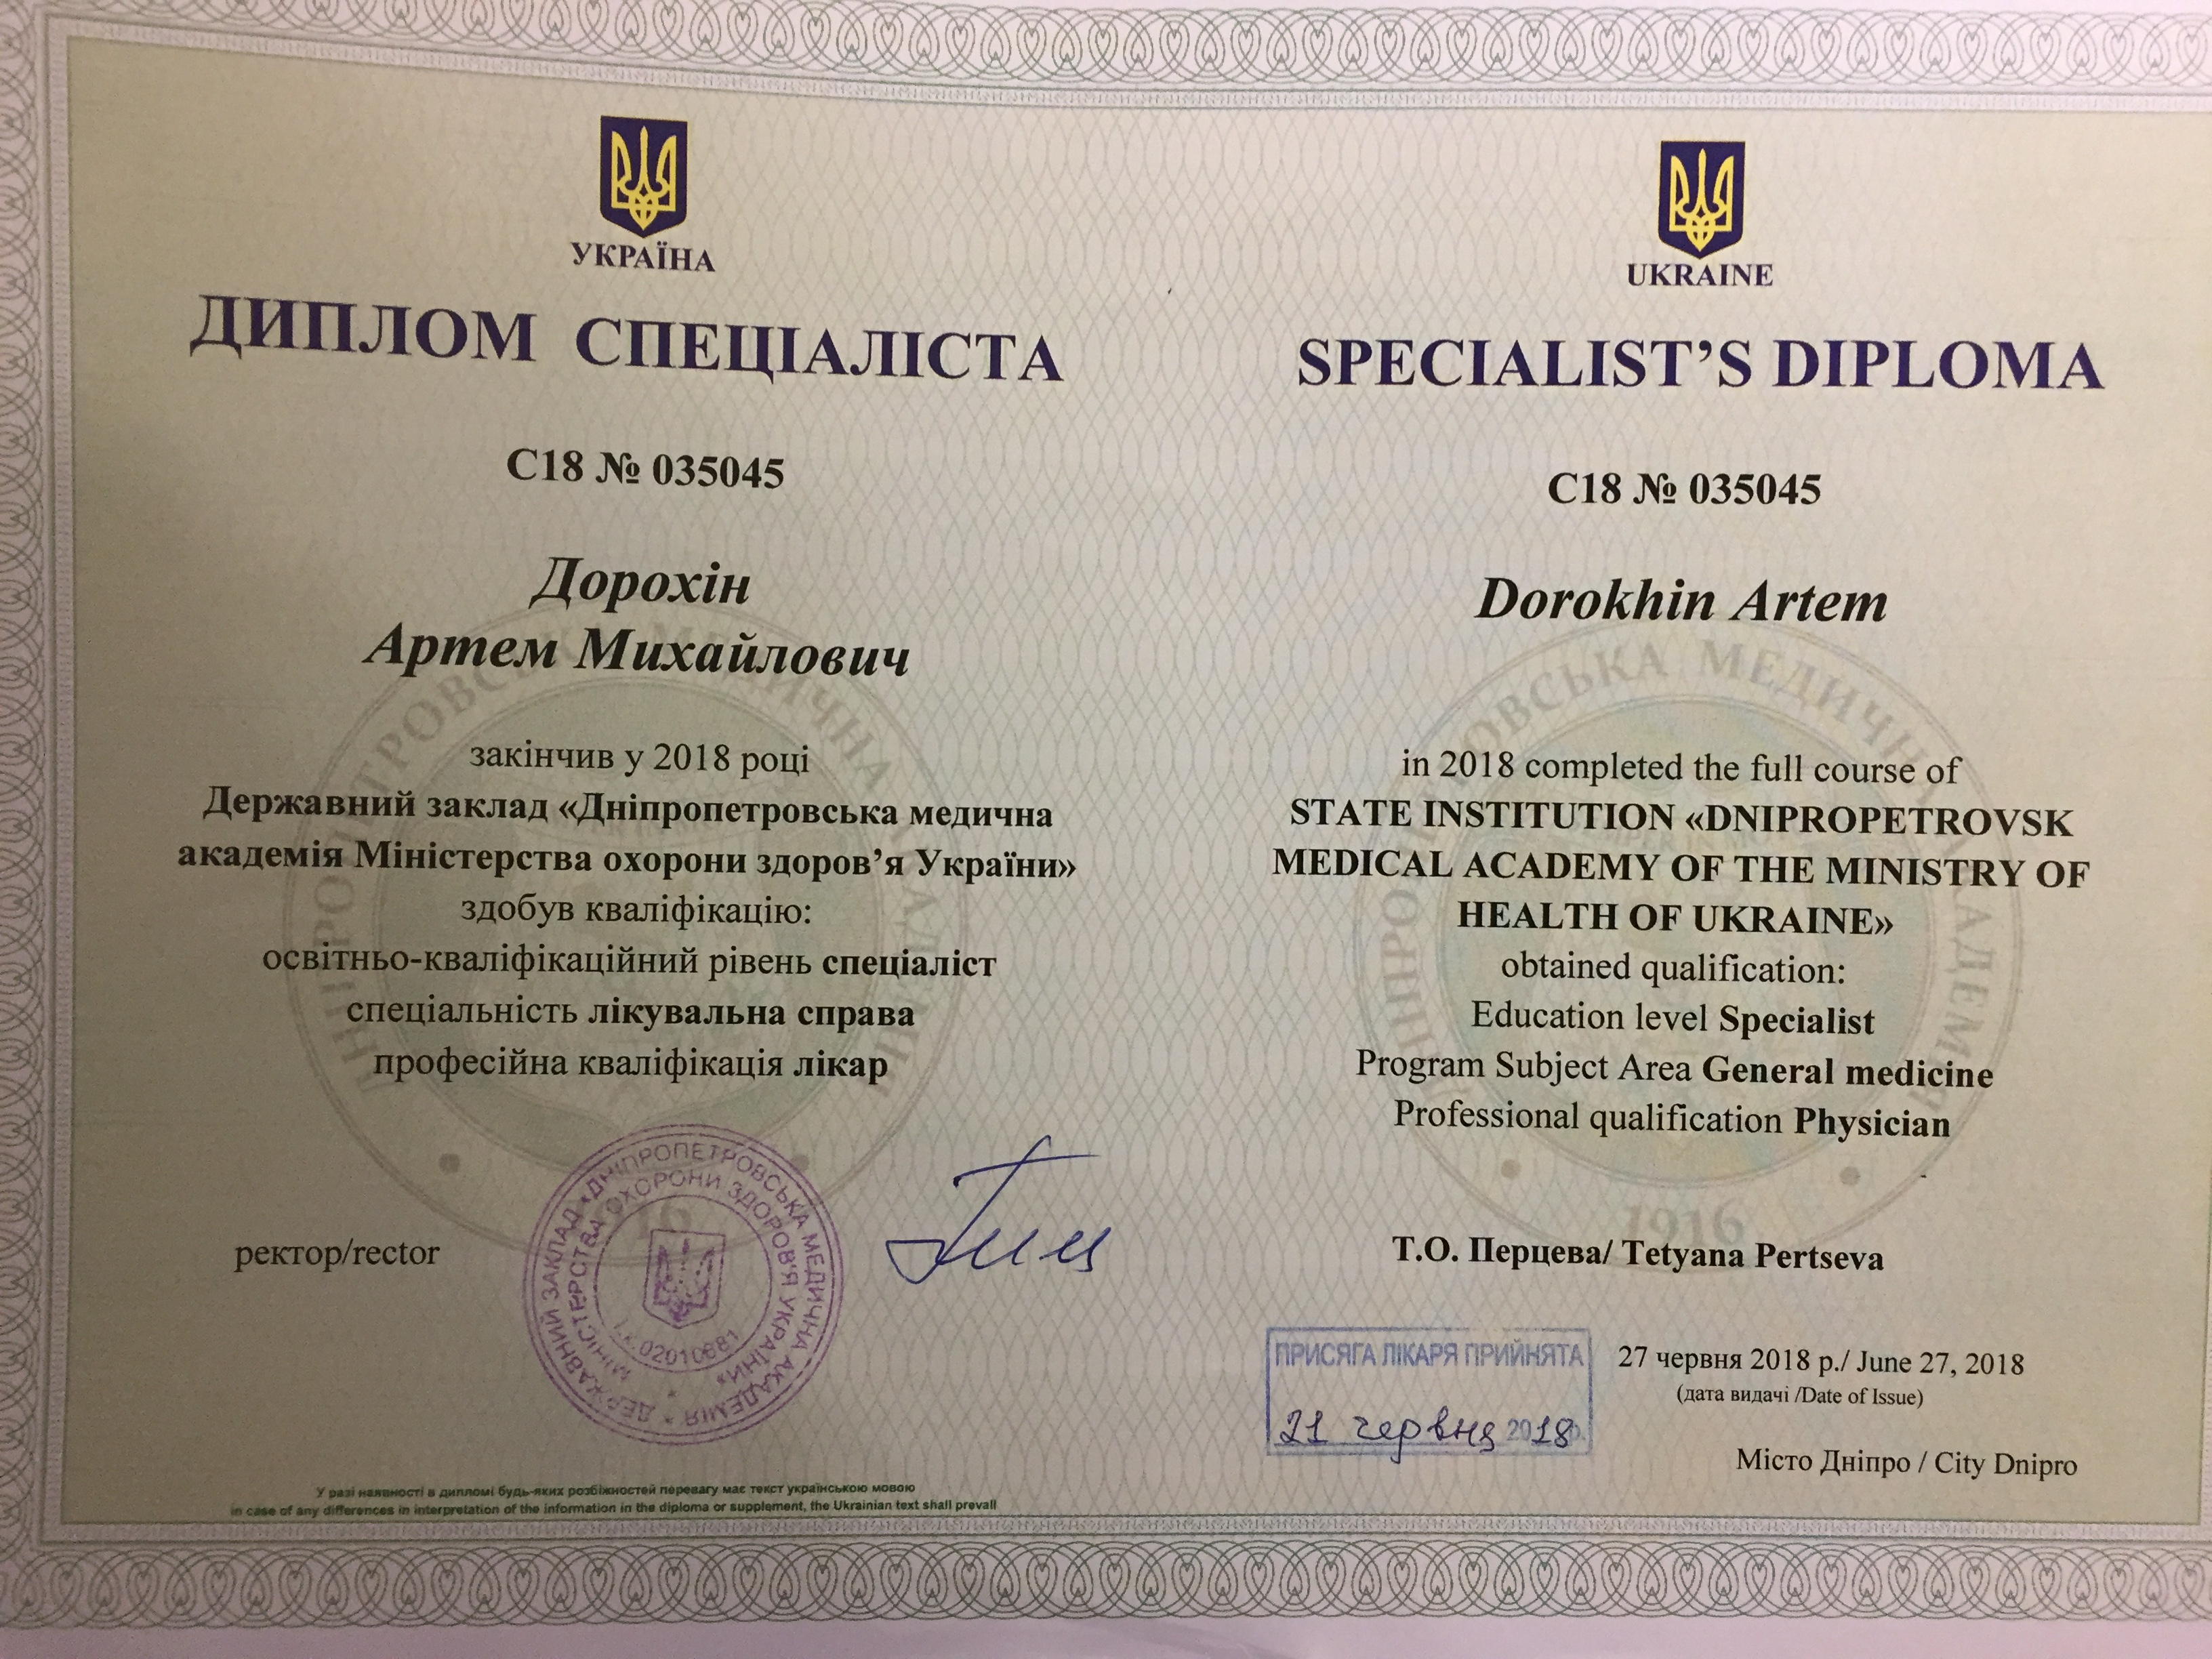 УКРАЇНА
ДИПЛОМ СПЕЦІАЛІСТА
С18 № 035045
Дорохін
Артем Михайлович
закінчив у 2018 році
Державний заклад «Дніпропетровська медична
академія Міністерства охорони здоров’я України»
здобув кваліфікацію:
освітньо-кваліфікаційний рівень спеціаліст
спеціальність лікувальна справа
професійна кваліфікація лікар
ректор/rector
ДЕРЖАВНИЙ ЗАКЛАД «ДНІПРОПЕТРОВСЬКА МЕДИЧНА АКАДЕМІЯ
МІНІСТЕРСТВА ОХОРОНИ ЗДОРОВ'Я УКРАЇНИ»
02010681
У разі наявності в дипломі будь-яких розбіжностей перевагу має текст українською мовою
In case of any differences in interpretation of the information in the diploma or supplement, the Ukrainian text shall prevail
UKRAINE
SPECIALIST’S DIPLOMA
C18 № 035045
Dorokhin Artem
in 2018 completed the full course of
STATE INSTITUTION «DNIPROPETROVSK
MEDICAL ACADEMY OF THE MINISTRY OF
HEALTH OF UKRAINE»
obtained qualification:
Education level Specialist
Program Subject Area General medicine
Professional qualification Physician
Т.О. Перцева/ Tetyana Pertseva
ПРИСЯГА ЛІКАРЯ ПРИЙНЯТА
21 червня 2018
27 червня 2018 р./ June 27, 2018
(дата видачі /Date of Issue)
Місто Дніпро / City Dnipro
ДНІПРОПЕТРОВСЬКА МЕДИЧНА АКАДЕМІЯ
1916